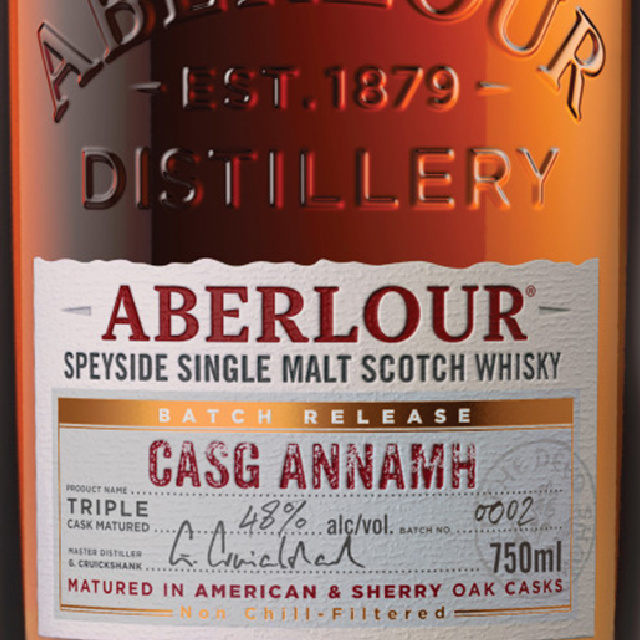 ABERLOUR
EST. 1879
DISTILLERY
ABERLOUR®
SPEYSIDE SINGLE MALT SCOTCH WHISKY
BATCH RELEASE
CASG ANNAMH
PRODUCT NAME
TRIPLE
CASK MATURED 48% alc/vol. BATCH NO. 0002
MASTER DISTILLER
G. CRUICKSHANK G. Cruickshank 750ml
MATURED IN AMERICAN & SHERRY OAK CASKS
Non Chill-Filtered